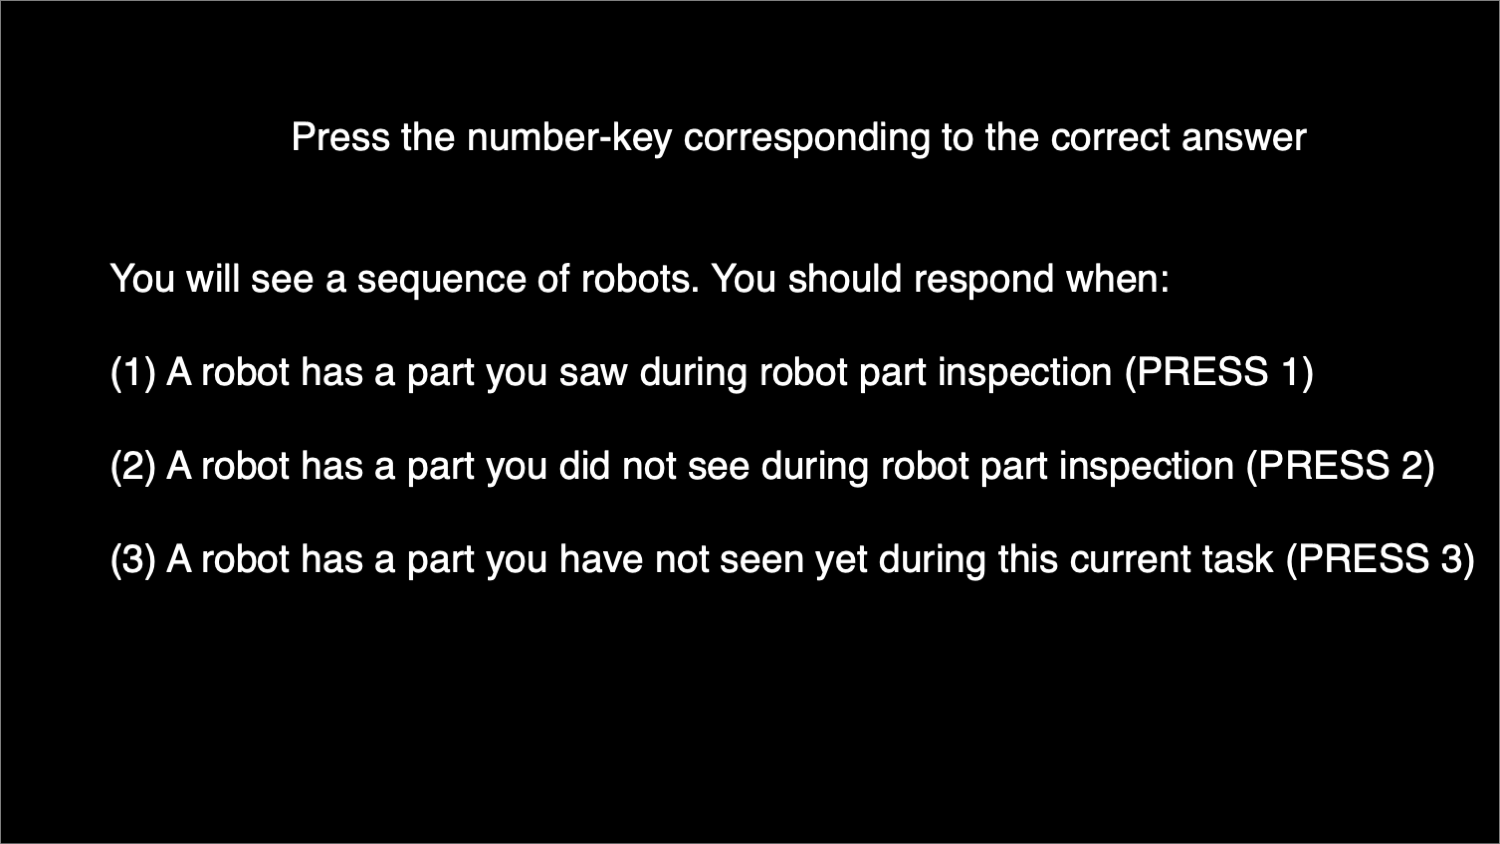 Press the number-key corresponding to the correct answer
You will see a sequence of robots. You should respond when:
(1) A robot has a part you saw during robot part inspection (PRESS 1)
(2) A robot has a part you did not see during robot part inspection (PRESS 2)
(3) A robot has a part you have not seen yet during this current task (PRESS 3)